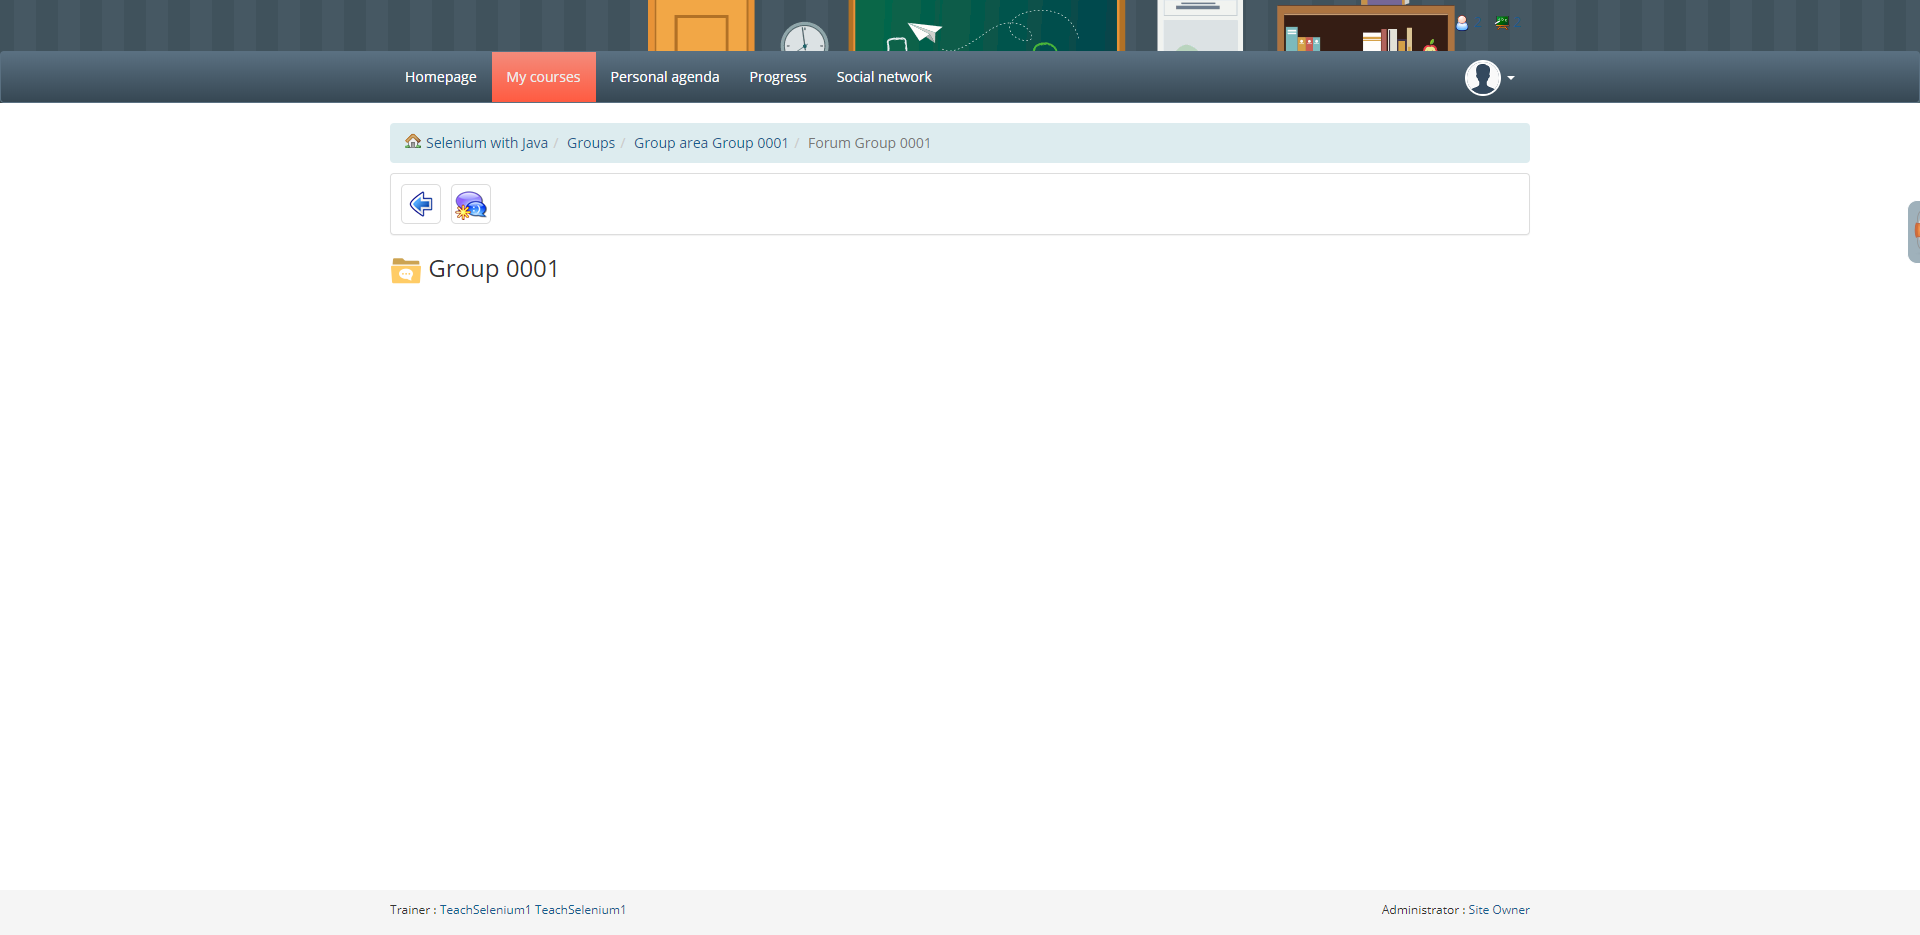 Homepage My courses Personal agenda Progress Social network
Selenium with Java / Groups / Group area Group 0001 / Forum Group 0001
Group 0001
Trainer : TeachSelenium1 TeachSelenium1
Administrator : Site Owner